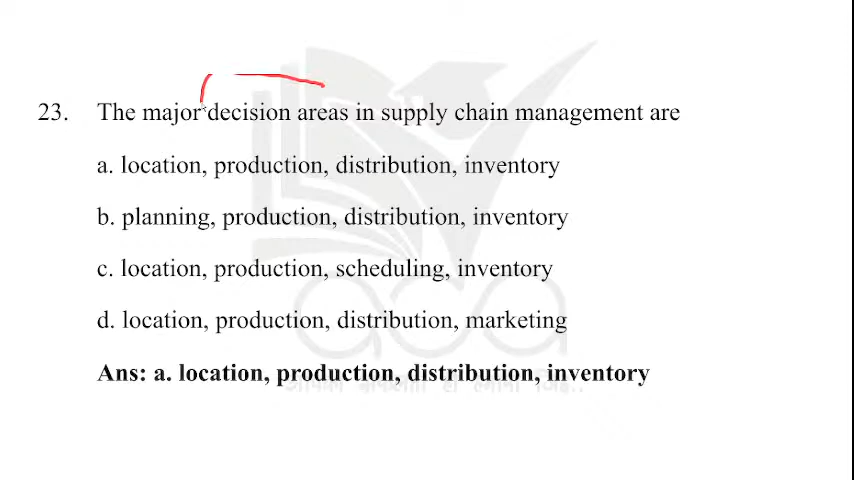 23. The major decision areas in supply chain management are
a. location, production, distribution, inventory
b. planning, production, distribution, inventory
c. location, production, scheduling, inventory
d. location, production, distribution, marketing
Ans: a. location, production, distribution, inventory